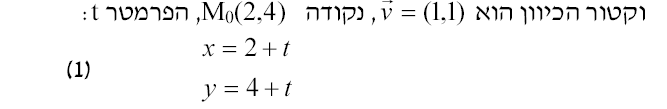 וקטור הכיוון הוא v⃗ = (1,1), נקודה M₀(2,4), הפרמטר t:
x = 2 + t
(1)
y = 4 + t